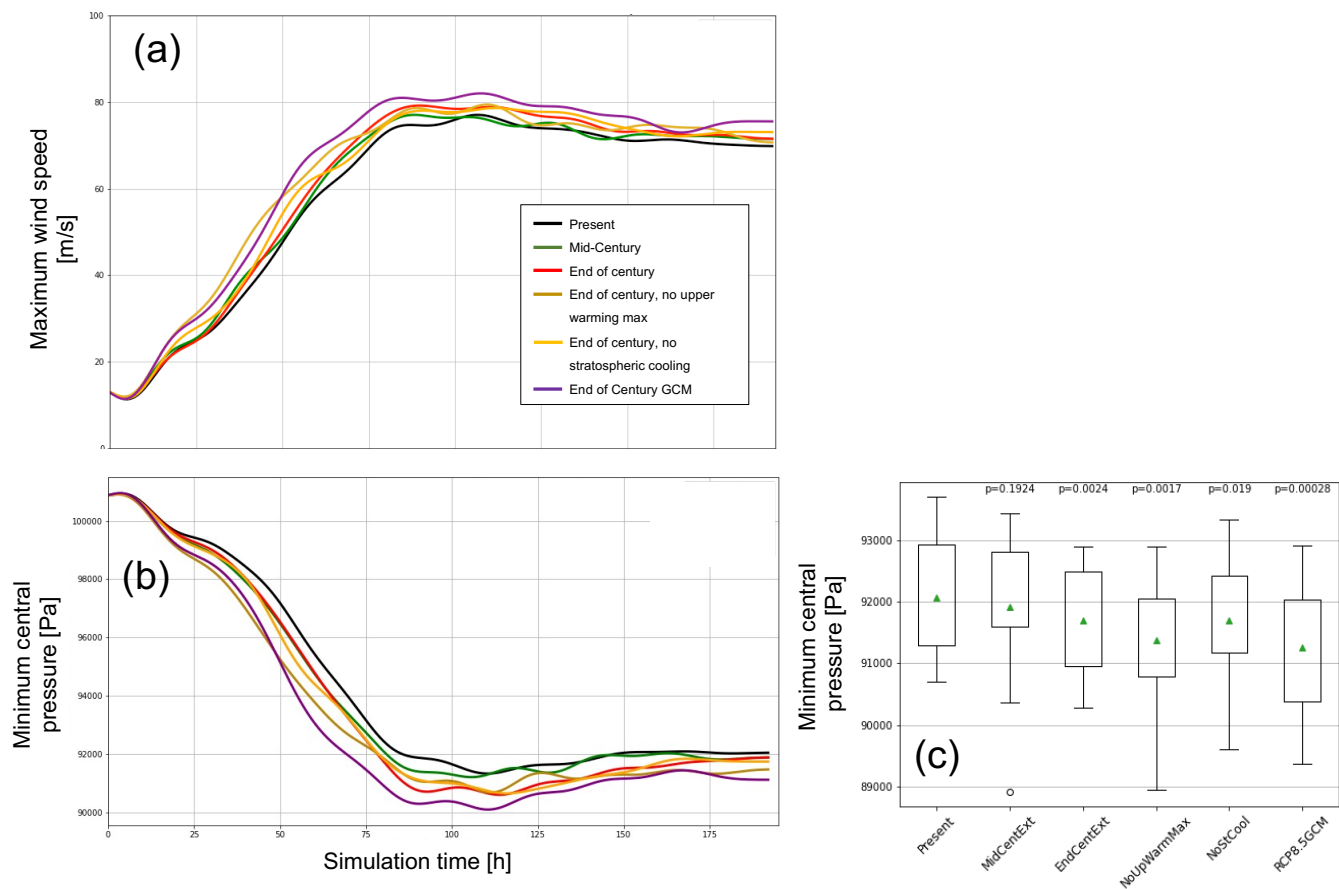 (a)
Maximum wind speed
[m/s]
100
80
60
40
20
0
Present
Mid-Century
End of century
End of century, no upper
warming max
End of century, no
stratospheric cooling
End of Century GCM
(b)
Minimum central
pressure [Pa]
100000
98000
96000
94000
92000
90000
0
25
50
75
100
125
150
175
Simulation time [h]
(c)
Minimum central
pressure [Pa]
p=0.1924
p=0.0024
p=0.0017
p=0.019
p=0.00028
93000
92000
91000
90000
89000
Present
MidCentExt
EndCentExt
NoUpWarmMax
NoStCool
RCP8.5GCM